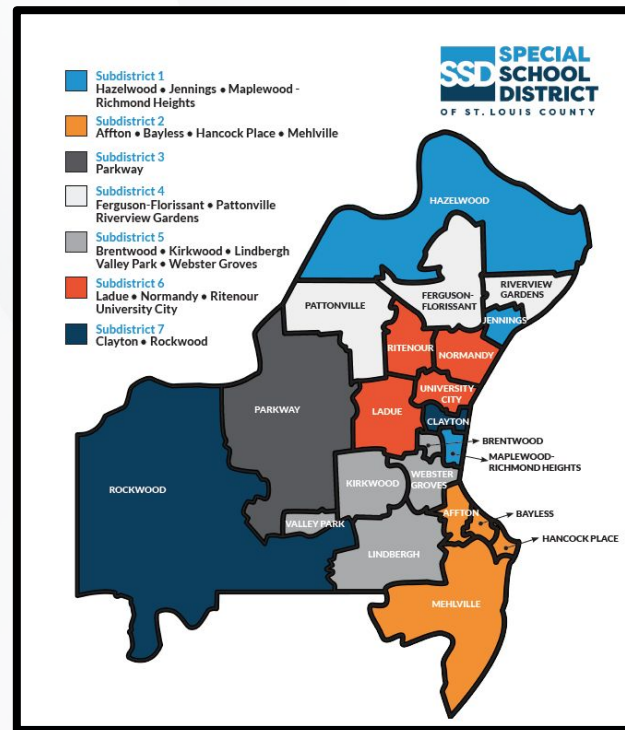 SSD SPECIAL
SCHOOL
DISTRICT
OF ST. LOUIS COUNTY
Subdistrict 1
Hazelwood • Jennings • Maplewood -
Richmond Heights
Subdistrict 2
Affton • Bayless • Hancock Place • Mehlville
Subdistrict 3
Parkway
Subdistrict 4
Ferguson-Florissant • Pattonville
Riverview Gardens
Subdistrict 5
Brentwood • Kirkwood • Lindbergh
Valley Park • Webster Groves
Subdistrict 6
Ladue • Normandy • Ritenour
University City
Subdistrict 7
Clayton • Rockwood
HAZELWOOD
RIVERVIEW
GARDENS
FERGUSON-
FLORISSANT
PATTONVILLE
JENNINGS
RITENOUR
NORMANDY
UNIVERSITY
CITY
LADUE
PARKWAY
CLAYTON
BRENTWOOD
MAPLEWOOD-
RICHMOND HEIGHTS
WEBSTER
GROVES
KIRKWOOD
ROCKWOOD
AFFTON
BAYLESS
VALLEY PARK
HANCOCK PLACE
LINDBERGH
MEHLVILLE